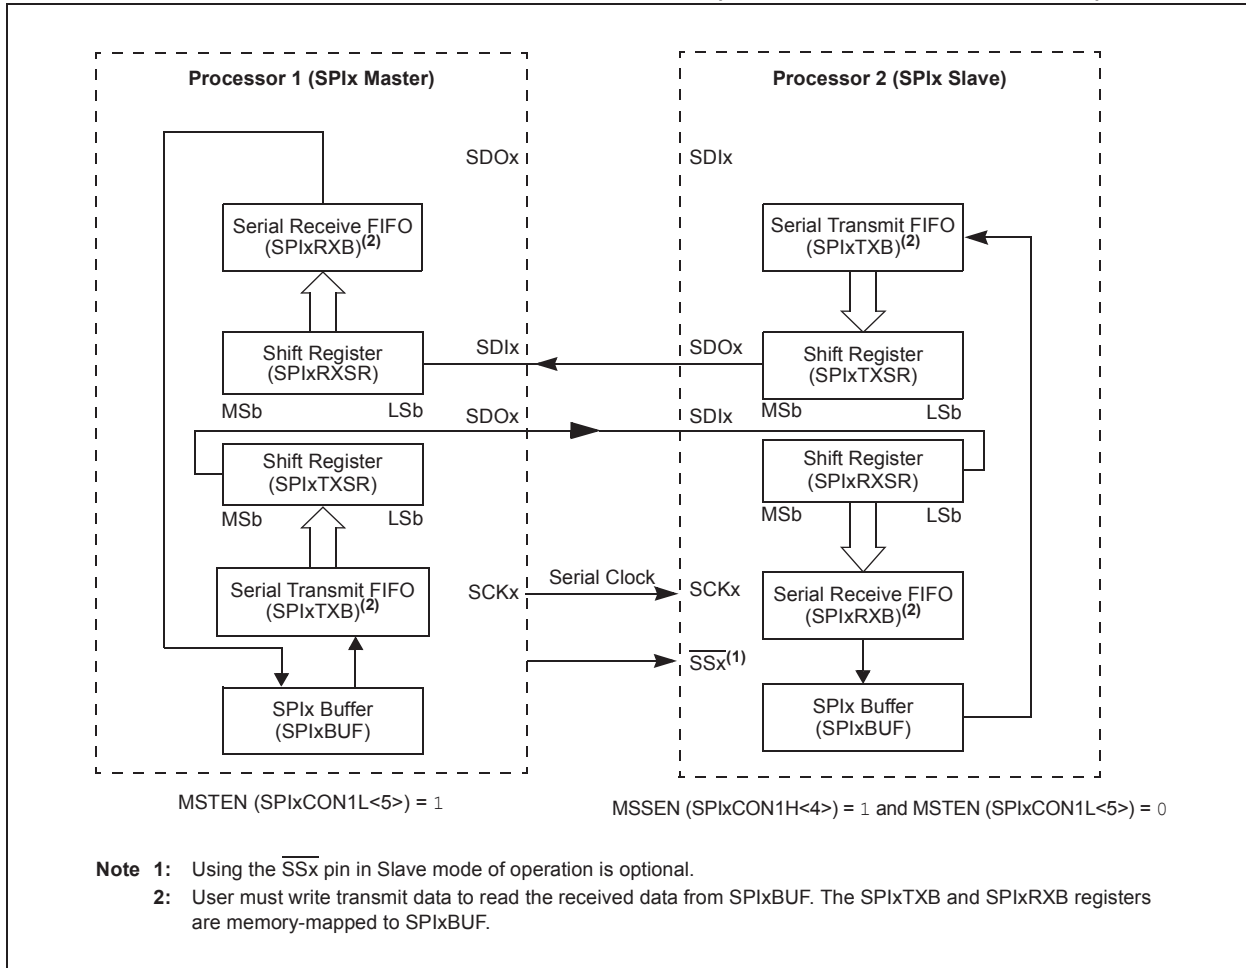 Processor 1 (SPIx Master)
Processor 2 (SPIx Slave)
SDOx
SDIx
Serial Receive FIFO
(SPIxRXB)(2)
Serial Transmit FIFO
(SPIxTXB)(2)
Shift Register
(SPIxRXSR)
SDIx
SDOx
Shift Register
(SPIxTXSR)
MSb
LSb
MSb
LSb
SDOx
SDIx
Shift Register
(SPIxTXSR)
Shift Register
(SPIxRXSR)
MSb
LSb
MSb
LSb
Serial Transmit FIFO
(SPIxTXB)(2)
SCKx
Serial Clock
SCKx
Serial Receive FIFO
(SPIxRXB)(2)
SSx(1)
SPIx Buffer
(SPIxBUF)
SPIx Buffer
(SPIxBUF)
MSTEN (SPIxCON1L<5>) = 1
MSSEN (SPIxCON1H<4>) = 1 and MSTEN (SPIxCON1L<5>) = 0
Note 1: Using the SSx pin in Slave mode of operation is optional.
2: User must write transmit data to read the received data from SPIxBUF. The SPIxTXB and SPIxRXB registers
are memory-mapped to SPIxBUF.